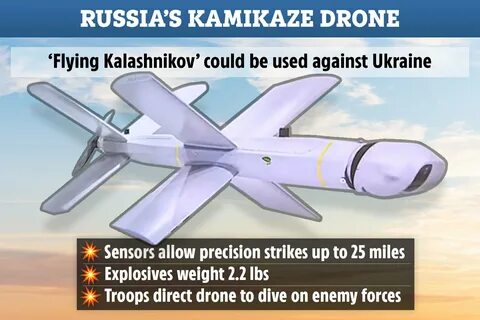 RUSSIA'S KAMIKAZE DRONE
‘Flying Kalashnikov’ could be used against Ukraine
Sensors allow precision strikes up to 25 miles
Explosives weight 2.2 lbs
Troops direct drone to dive on enemy forces